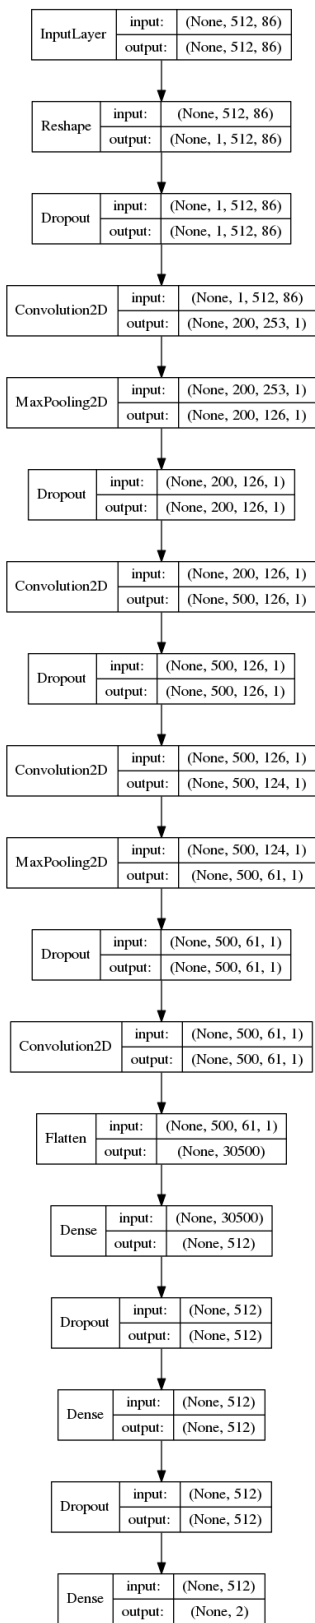 InputLayer input: (None, 512, 86)
output: (None, 512, 86)
Reshape input: (None, 512, 86)
output: (None, 1, 512, 86)
Dropout input: (None, 1, 512, 86)
output: (None, 1, 512, 86)
Convolution2D input: (None, 1, 512, 86)
output: (None, 200, 253, 1)
MaxPooling2D input: (None, 200, 253, 1)
output: (None, 200, 126, 1)
Dropout input: (None, 200, 126, 1)
output: (None, 200, 126, 1)
Convolution2D input: (None, 200, 126, 1)
output: (None, 500, 126, 1)
Dropout input: (None, 500, 126, 1)
output: (None, 500, 126, 1)
Convolution2D input: (None, 500, 126, 1)
output: (None, 500, 124, 1)
MaxPooling2D input: (None, 500, 124, 1)
output: (None, 500, 61, 1)
Dropout input: (None, 500, 61, 1)
output: (None, 500, 61, 1)
Convolution2D input: (None, 500, 61, 1)
output: (None, 500, 61, 1)
Flatten input: (None, 500, 61, 1)
output: (None, 30500)
Dense input: (None, 30500)
output: (None, 512)
Dropout input: (None, 512)
output: (None, 512)
Dense input: (None, 512)
output: (None, 512)
Dropout input: (None, 512)
output: (None, 512)
Dense input: (None, 512)
output: (None, 2)